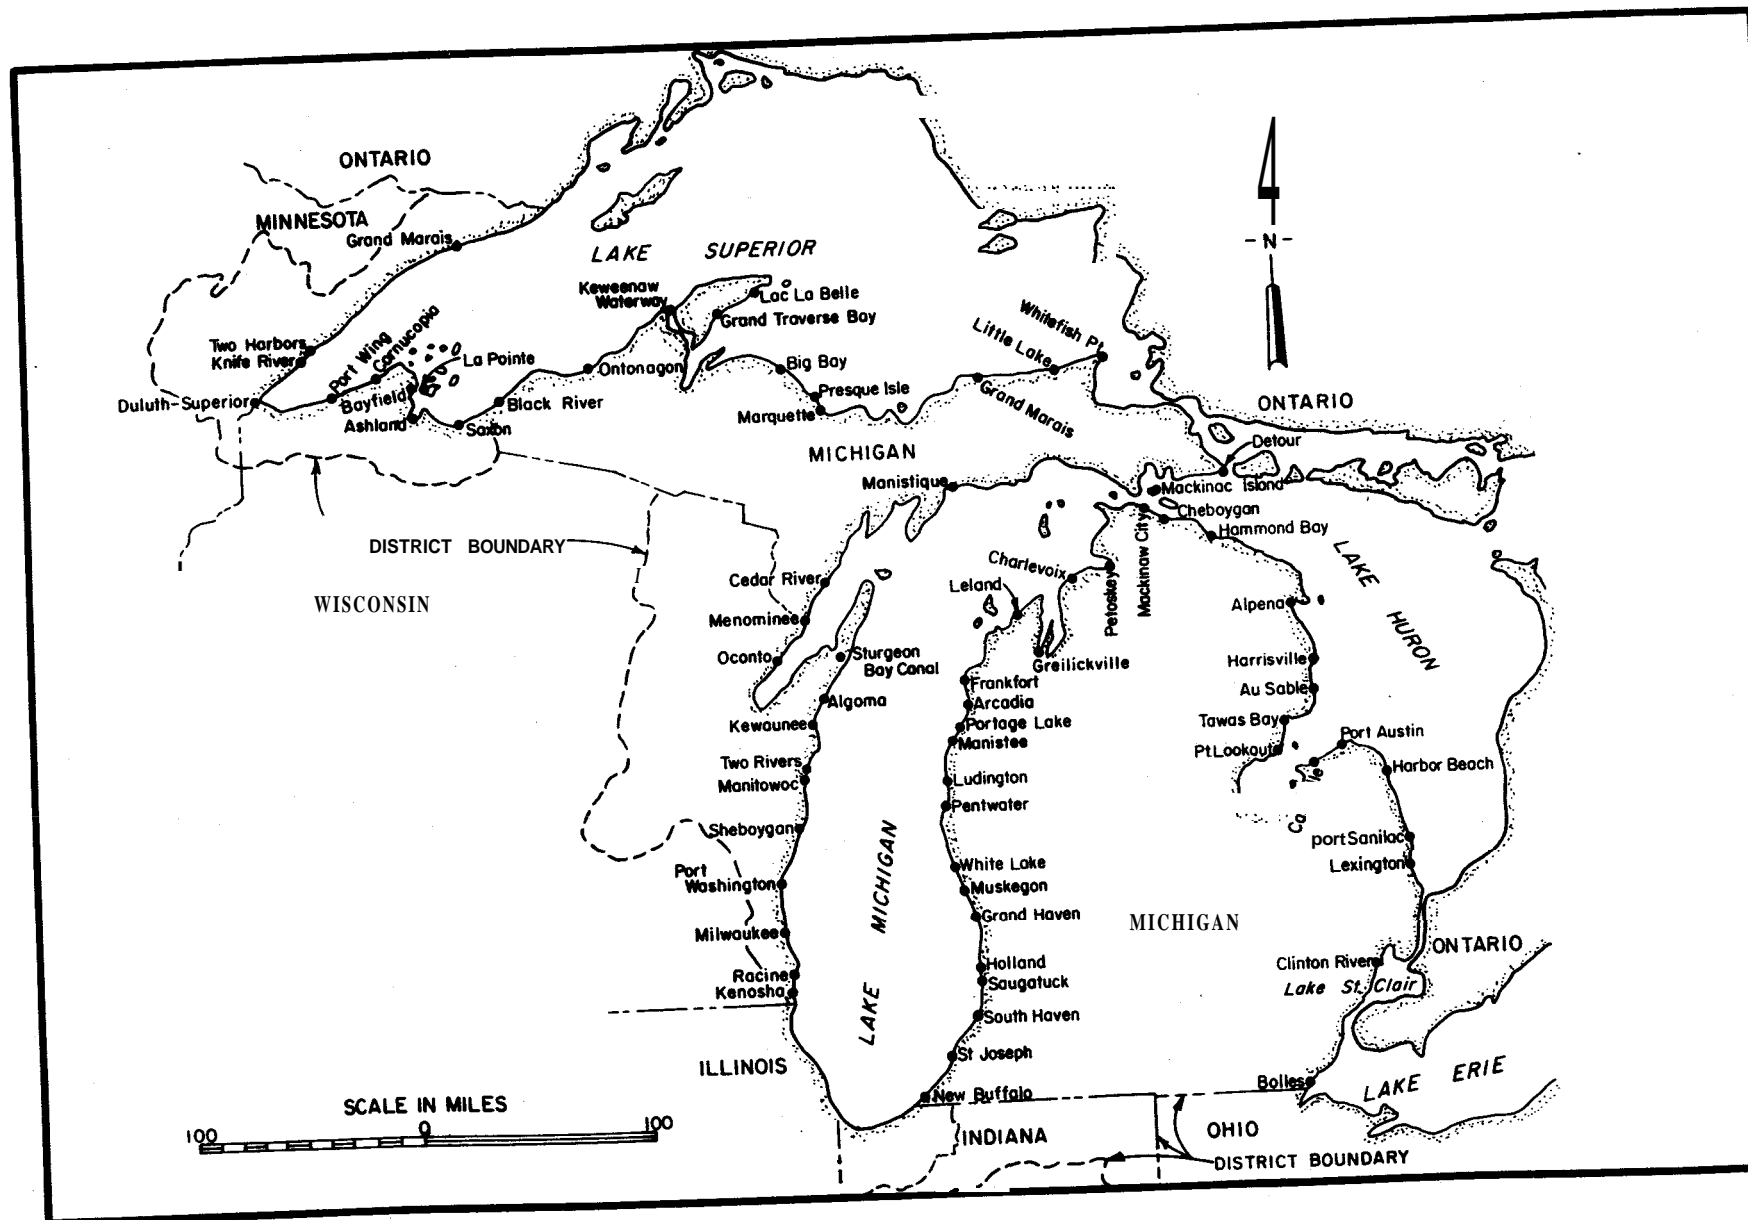 ONTARIO
MINNESOTA
Grand Marais
LAKE SUPERIOR
Keweenaw
Waterway
Lac La Belle
Grand Traverse Bay
Two Harbors
Knife River
Port Wing
Cornucopia
La Pointe
Duluth-Superior
Bayfield
Ashland
Saxon
Black River
Ontonagon
Big Bay
Presque Isle
Marquette
Grand Marais
Little Lake
Whitefish Pt.
N
ONTARIO
Detour
MICHIGAN
Manistique
Mackinac Island
Cheboygan
Hammond Bay
Mackinaw City
Petoskey
Charlevoix
Leland
Greilickville
DISTRICT BOUNDARY
WISCONSIN
Cedar River
Menominee
Oconto
Sturgeon
Bay Canal
Algoma
Kewaunee
Two Rivers
Manitowoc
Sheboygan
Port
Washington
Milwaukee
Racine
Kenosha
LAKE MICHIGAN
Frankfort
Arcadia
Portage Lake
Manistee
Ludington
Pentwater
White Lake
Muskegon
Grand Haven
Holland
Saugatuck
South Haven
St Joseph
New Buffalo
MICHIGAN
LAKE HURON
Alpena
Harrisville
Au Sable
Tawas Bay
Pt Lookout
Port Austin
Ca
le
Harbor Beach
port Sanilac
Lexington
ONTARIO
Clinton River
Lake St. Clair
Bolles
LAKE ERIE
ILLINOIS
INDIANA
OHIO
DISTRICT BOUNDARY
SCALE IN MILES
100 0 100